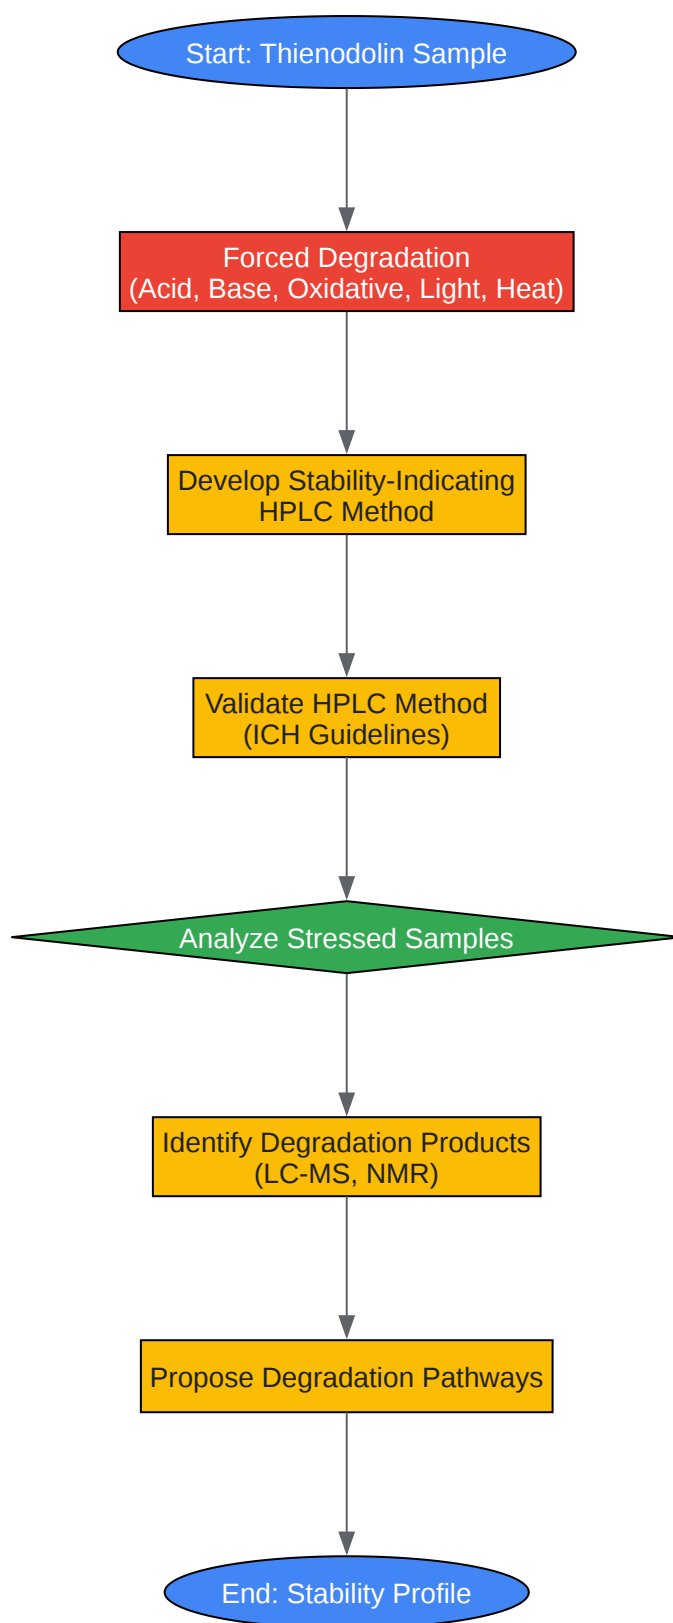 Start: Thienodolin Sample
Forced Degradation
(Acid, Base, Oxidative, Light, Heat)
Develop Stability-Indicating
HPLC Method
Validate HPLC Method
(ICH Guidelines)
Analyze Stressed Samples
Identify Degradation Products
(LC-MS, NMR)
Propose Degradation Pathways
End: Stability Profile